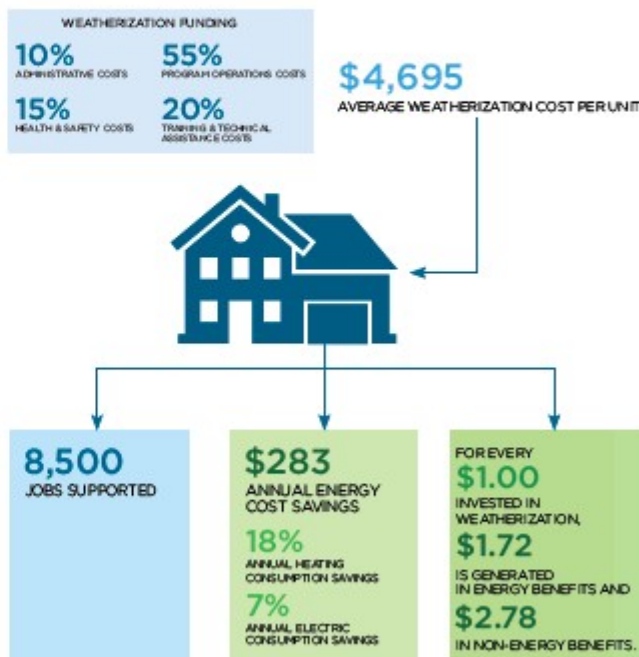 WEATHERIZATION FUNDING
10%
ADMINISTRATIVE COSTS
55%
PROGRAM OPERATIONS COSTS
15%
HEALTH & SAFETY COSTS
20%
TRAINING & TECHNICAL
ASSISTANCE COSTS
$4,695
AVERAGE WEATHERIZATION COST PER UNIT
8,500
JOBS SUPPORTED
$283
ANNUAL ENERGY
COST SAVINGS
18%
ANNUAL HEATING
CONSUMPTION SAVINGS
7%
ANNUAL ELECTRIC
CONSUMPTION SAVINGS
FOR EVERY
$1.00
INVESTED IN
WEATHERIZATION,
$1.72
IS GENERATED
IN ENERGY BENEFITS AND
$2.78
IN NON-ENERGY BENEFITS.